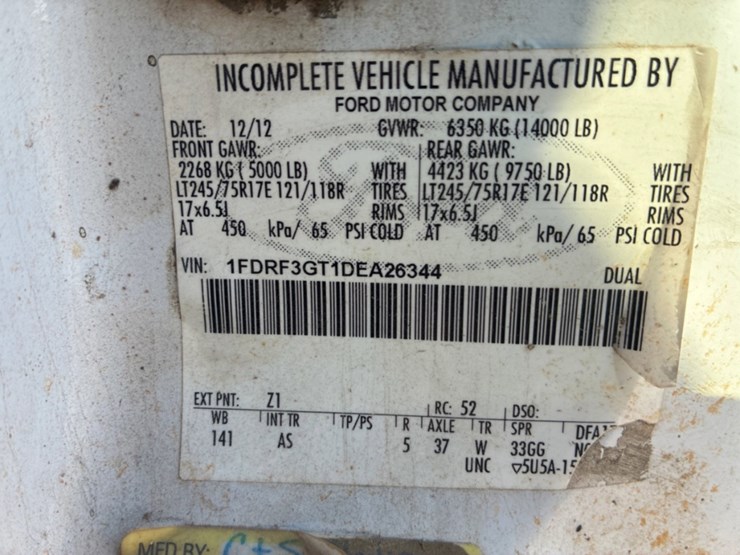 INCOMPLETE VEHICLE MANUFACTURED BY
FORD MOTOR COMPANY
DATE: 12/12 GVWR: 6350 KG (14000 LB)
FRONT GAWR: REAR GAWR:
2268 KG ( 5000 LB) WITH 4423 KG ( 9750 LB) WITH
LT245/75R17E 121/118R TIRES LT245/75R17E 121/118R TIRES
17x6.5J RIMS 17x6.5J RIMS
AT 450 kPa/ 65 PSI COLD AT 450 kPa/ 65 PSI COLD
VIN: 1FDRF3GT1DEA26344 DUAL
EXT PNT: Z1 RC: 52 DSO:
WB INT TR TP/PS R AXLE TR SPR
141 AS 5 37 W 33GG
UNC ▽5U5A-15
MFD BY: